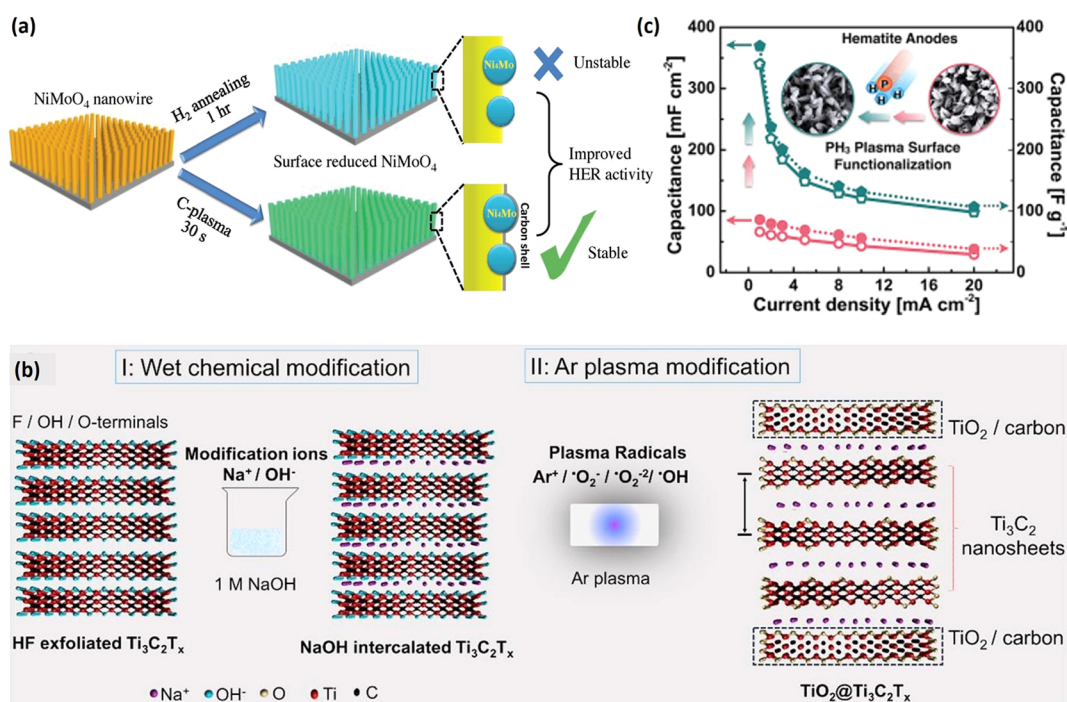 (a)
NiMoO4 nanowire
H2 annealing
1 hr
C-plasma
30 s
Surface reduced NiMoO4
Ni4Mo
Unstable
Improved
HER activity
Ni4Mo
Carbon shell
Stable
(c)
Hematite Anodes
P
H
H
H
PH3 Plasma Surface
Functionalization
Capacitance [mF cm-2]
400
300
200
100
0
Capacitance [F g-1]
400
300
200
100
0
0 4 8 12 16 20
Current density [mA cm-2]
(b)
I: Wet chemical modification
II: Ar plasma modification
F / OH / O-terminals
Modification ions
Na+ / OH-
1 M NaOH
HF exfoliated Ti3C2Tx
NaOH intercalated Ti3C2Tx
Plasma Radicals
Ar+ / •O2- / •O2-2/ •OH
Ar plasma
TiO2 / carbon
Ti3C2
nanosheets
TiO2 / carbon
TiO2@Ti3C2Tx
Na+ OH- O Ti C